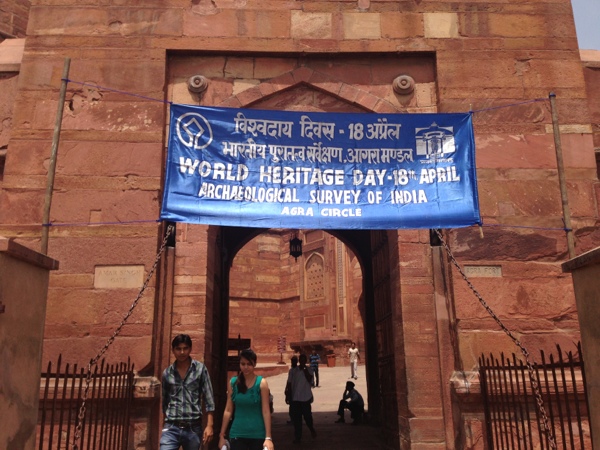 विश्वदाय दिवस - 18 अप्रैल
भारतीय पुरातत्व सर्वेक्षण, आगरा मण्डल
WORLD HERITAGE DAY-18TH APRIL
ARCHAEOLOGICAL SURVEY OF INDIA
AGRA CIRCLE